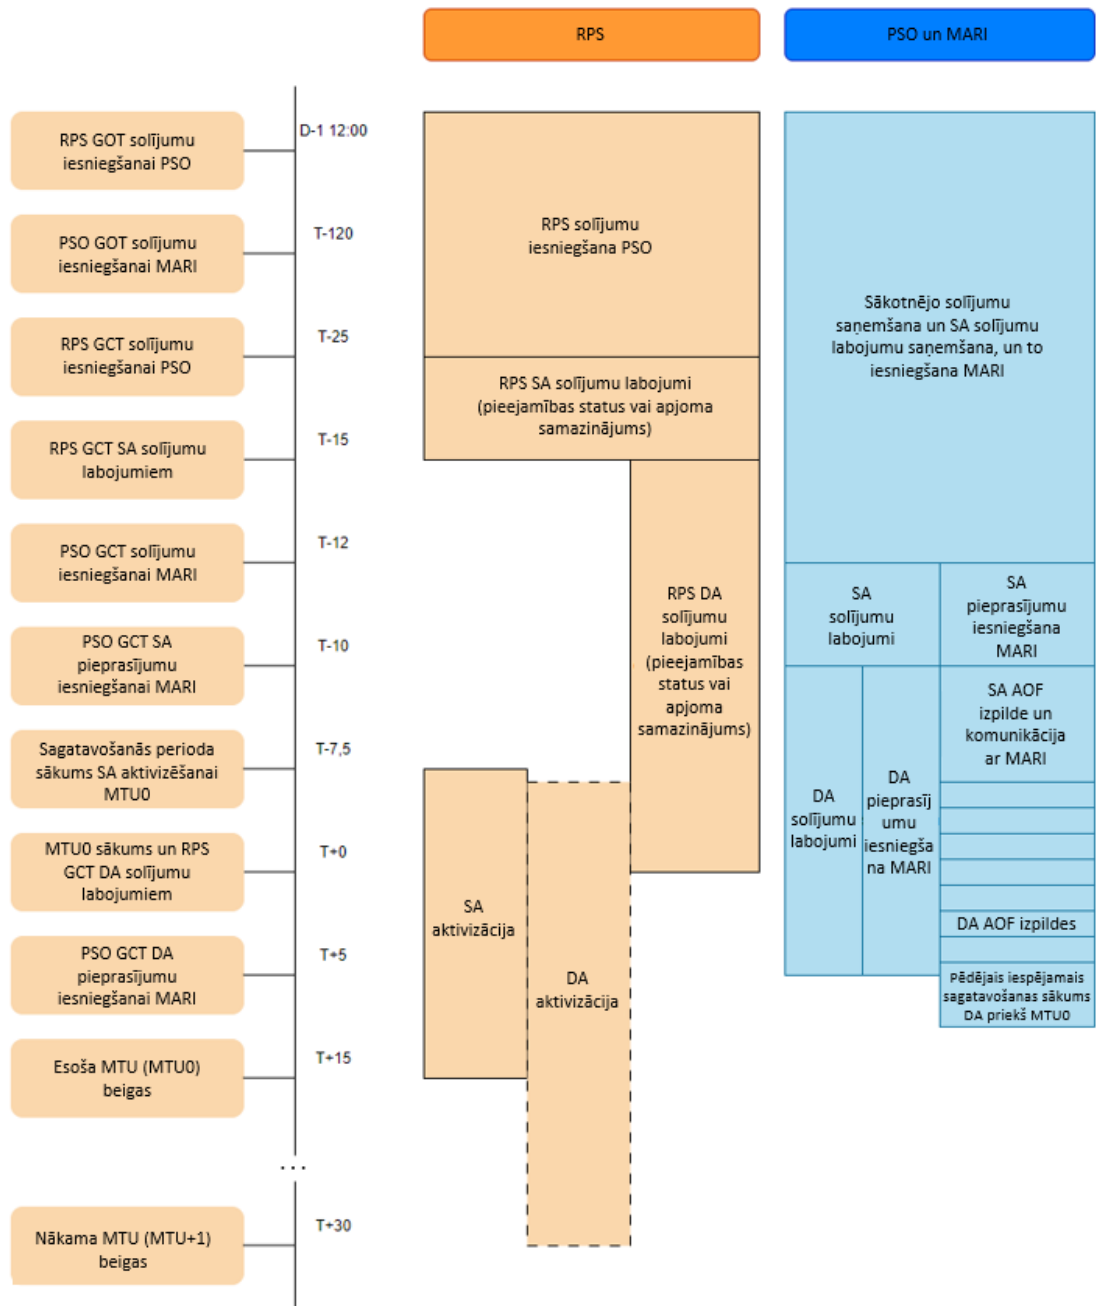 RPS
PSO un MARI
RPS GOT solījumu
iesniegšanai PSO
D-1 12:00
PSO GOT solījumu
iesniegšanai MARI
T-120
RPS GCT solījumu
iesniegšanai PSO
T-25
RPS GCT SA solījumu
labojumiem
T-15
PSO GCT solījumu
iesniegšanai MARI
T-12
PSO GCT SA
pieprasījumu
iesniegšanai MARI
T-10
Sagatavošanās perioda
sākums SA aktivizēšanai
MTU0
T-7,5
MTU0 sākums un RPS
GCT DA solījumu
labojumiem
T+0
PSO GCT DA
pieprasījumu
iesniegšanai MARI
T+5
Esoša MTU (MTU0)
beigas
T+15
...
Nākama MTU (MTU+1)
beigas
T+30
RPS solījumu
iesniegšana PSO
RPS SA solījumu labojumi
(pieejamības status vai apjoma
samazinājums)
RPS DA
solījumu
labojumi
(pieejamības
status vai
apjoma
samazinājums)
SA
aktivizācija
DA
aktivizācija
Sākotnējo solījumu
saņemšana un SA solījumu
labojumu saņemšana, un to
iesniegšana MARI
SA
solījumu
labojumi
SA
pieprasījumu
iesniegšana
MARI
DA
solījumu
labojumi
DA
pieprasīj
umu
iesniegša
na MARI
SA AOF
izpilde un
komunikācija
ar MARI
DA AOF izpildes
Pēdējais iespējamais
sagatavošanas sākums
DA priekš MTU0